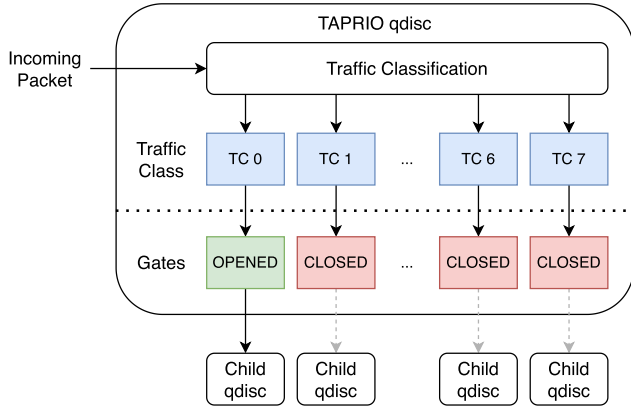 TAPRIO qdisc
Incoming
Packet
Traffic Classification
Traffic
Class
TC 0
TC 1
...
TC 6
TC 7
Gates
OPENED
CLOSED
...
CLOSED
CLOSED
Child
qdisc
Child
qdisc
Child
qdisc
Child
qdisc